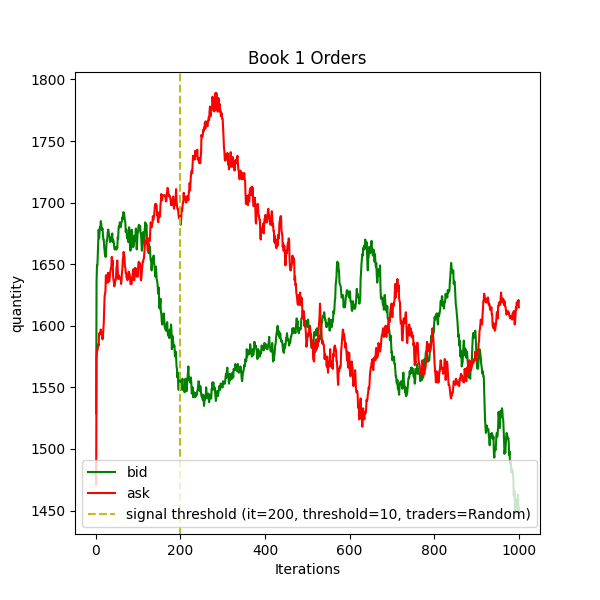 Book 1 Orders
1800
1750
1700
1650
1600
1550
1500
1450
quantity
bid
ask
signal threshold (it=200, threshold=10, traders=Random)
0
200
400
600
800
1000
Iterations